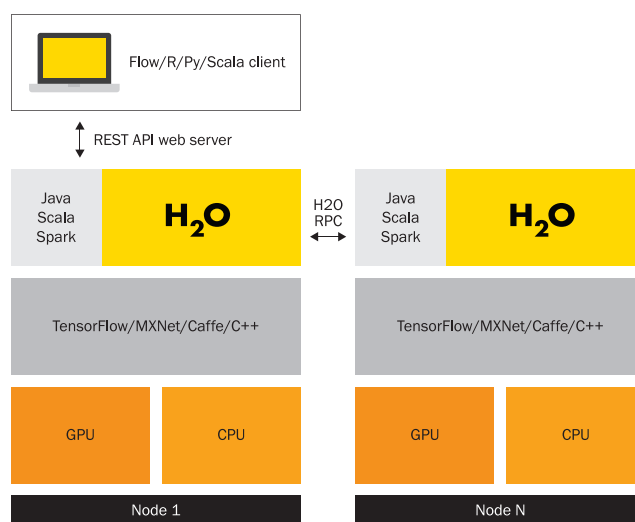 Flow/R/Py/Scala client
REST API web server
Java
Scala
Spark
H₂O
H2O
RPC
Java
Scala
Spark
H₂O
TensorFlow/MXNet/Caffe/C++
TensorFlow/MXNet/Caffe/C++
GPU
CPU
GPU
CPU
Node 1
Node N